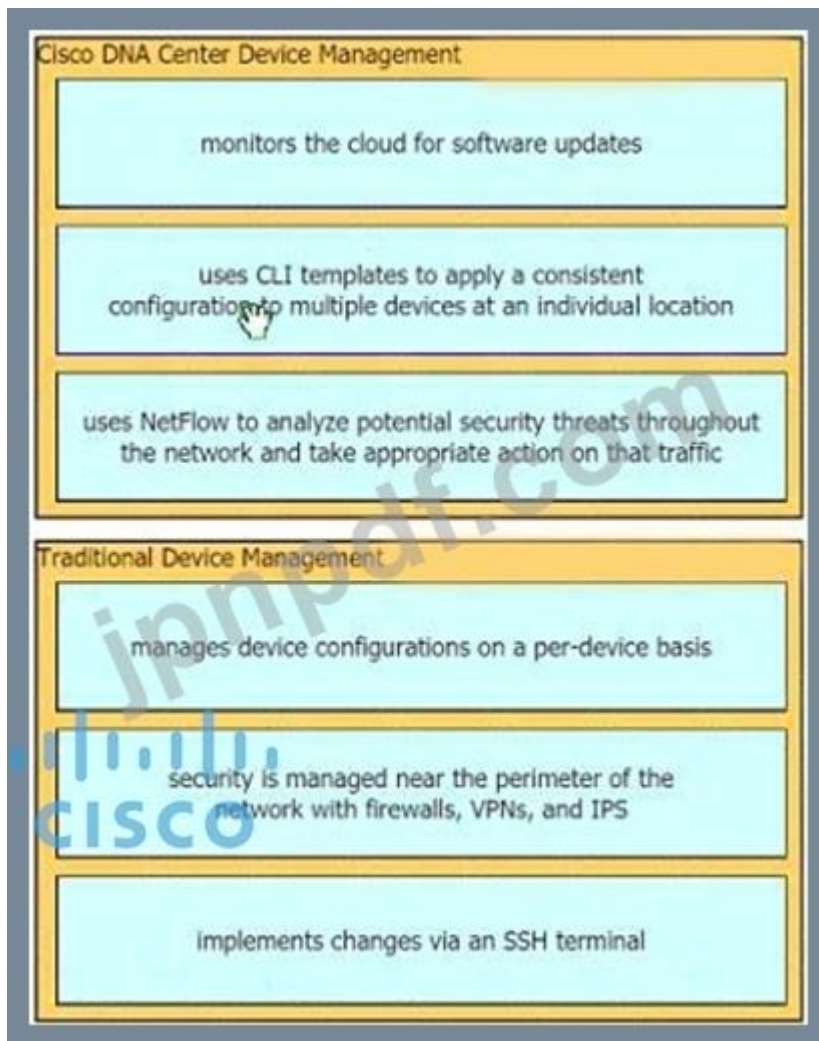 Cisco DNA Center Device Management
monitors the cloud for software updates
uses CLI templates to apply a consistent
configuration to multiple devices at an individual location
uses NetFlow to analyze potential security threats throughout
the network and take appropriate action on that traffic
Traditional Device Management
manages device configurations on a per-device basis
security is managed near the perimeter of the
network with firewalls, VPNs, and IPS
implements changes via an SSH terminal
jpnpdf.com
CISCO